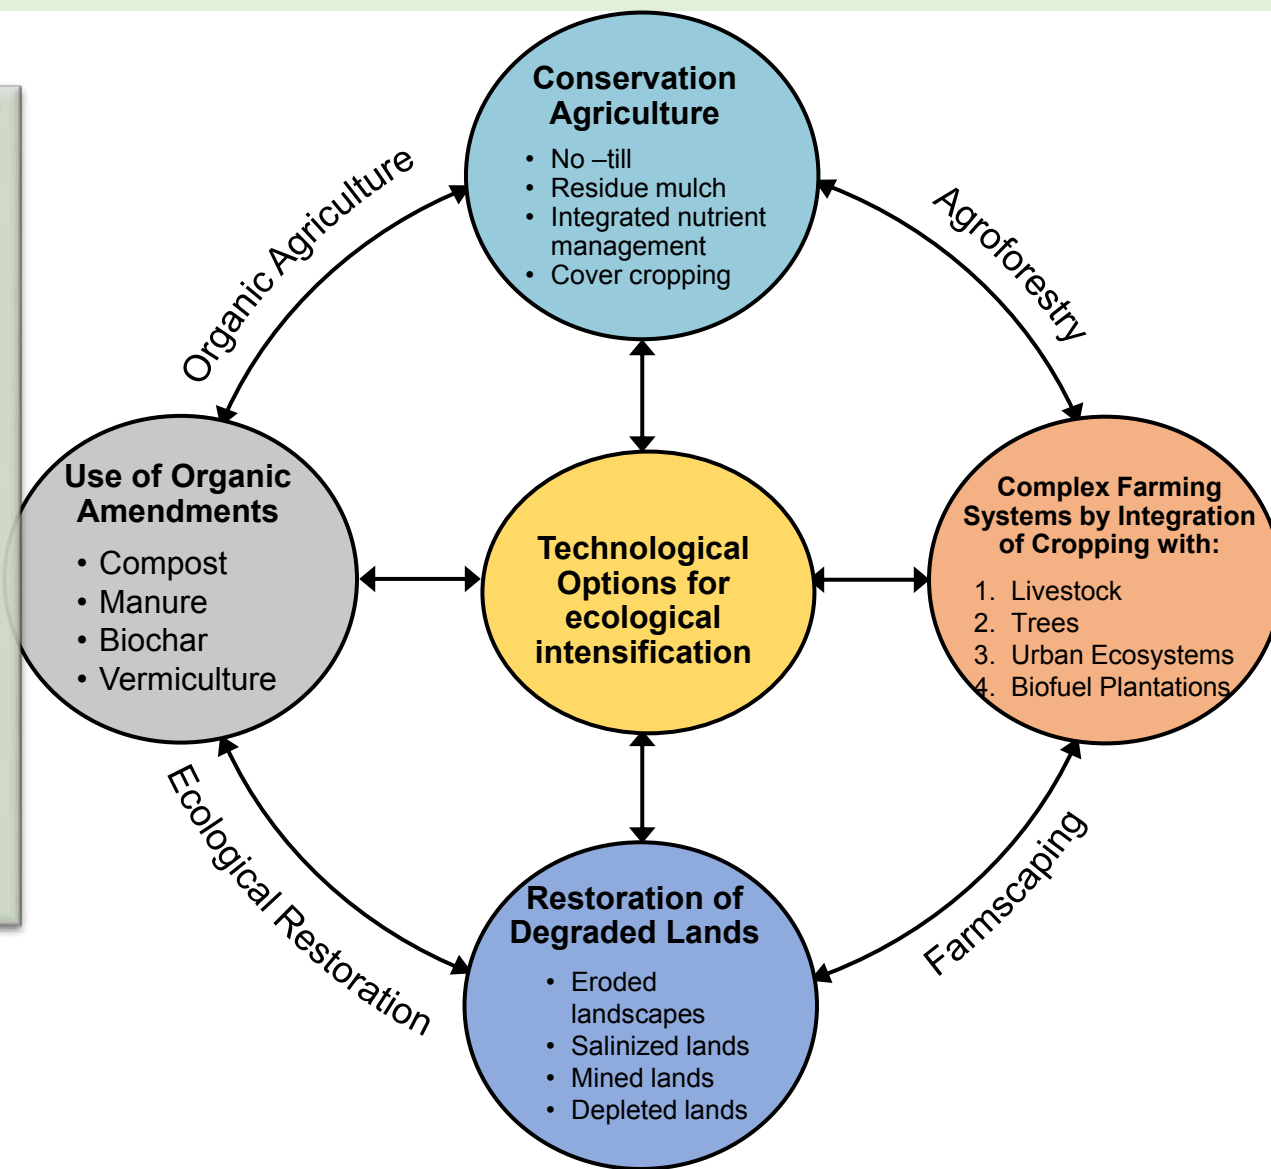 Conservation
Agriculture
• No –till
• Residue mulch
• Integrated nutrient
management
• Cover cropping
Organic Agriculture
Agroforestry
Use of Organic
Amendments
• Compost
• Manure
• Biochar
• Vermiculture
Technological
Options for
ecological
intensification
Complex Farming
Systems by Integration
of Cropping with:
1. Livestock
2. Trees
3. Urban Ecosystems
4. Biofuel Plantations
Ecological Restoration
Farmscaping
Restoration of
Degraded Lands
• Eroded
landscapes
• Salinized lands
• Mined lands
• Depleted lands